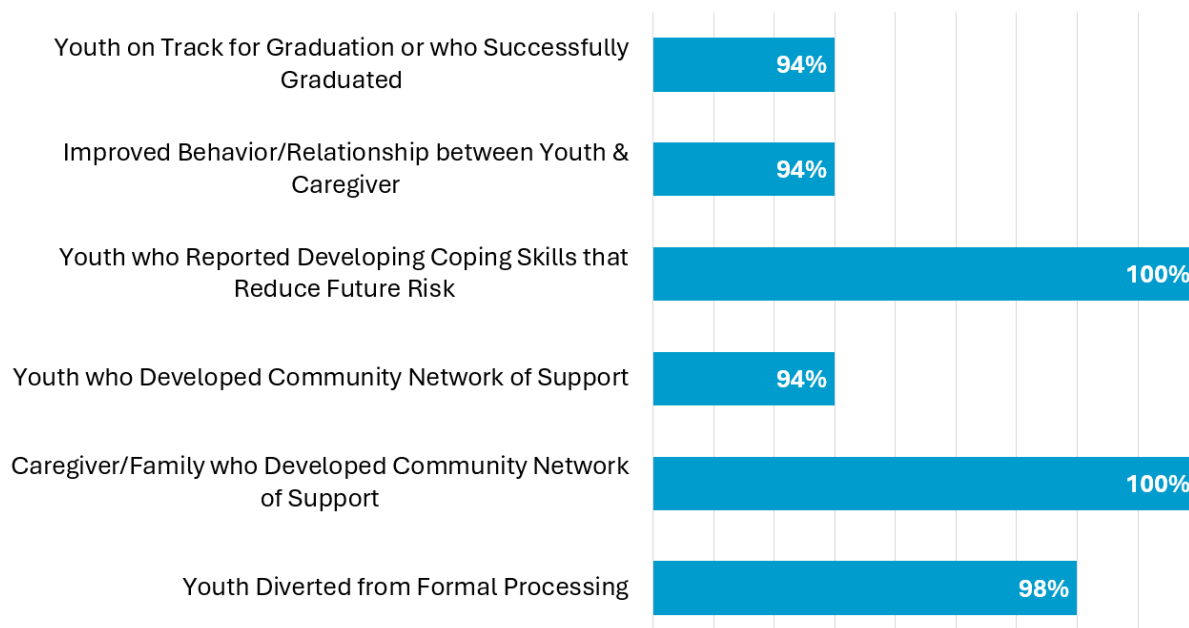 Youth on Track for Graduation or who Successfully
Graduated
94%
Improved Behavior/Relationship between Youth &
Caregiver
94%
Youth who Reported Developing Coping Skills that
Reduce Future Risk
100%
Youth who Developed Community Network of Support
94%
Caregiver/Family who Developed Community Network
of Support
100%
Youth Diverted from Formal Processing
98%